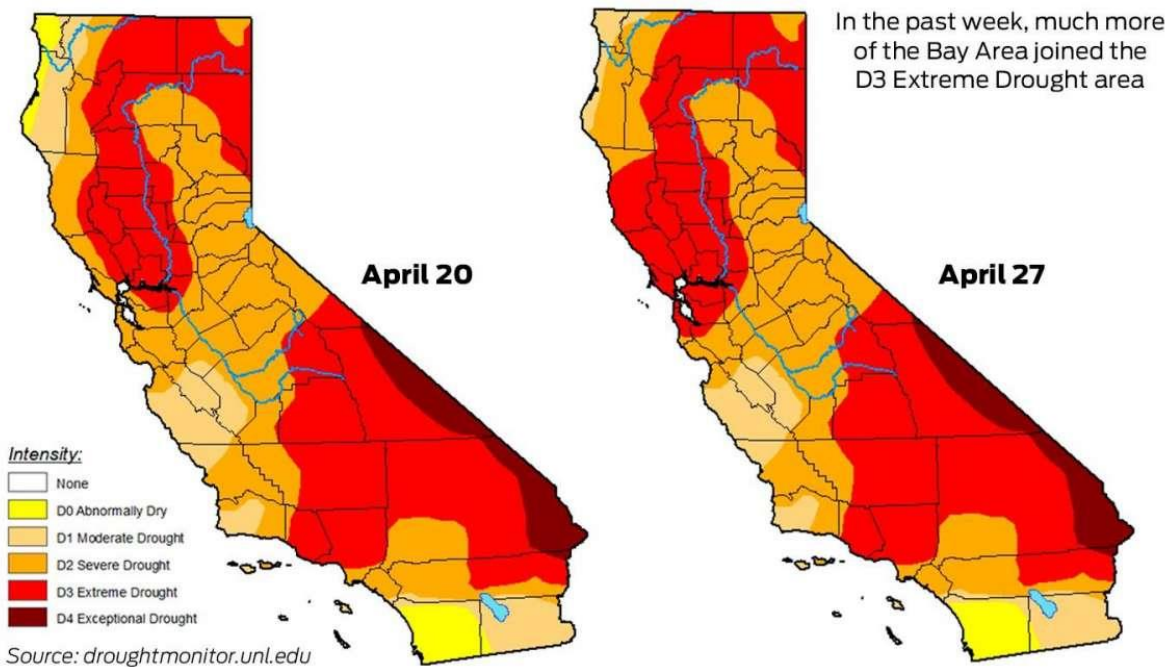 In the past week, much more
of the Bay Area joined the
D3 Extreme Drought area
April 20
April 27
Intensity:
None
D0 Abnormally Dry
D1 Moderate Drought
D2 Severe Drought
D3 Extreme Drought
D4 Exceptional Drought
Source: droughtmonitor.unl.edu